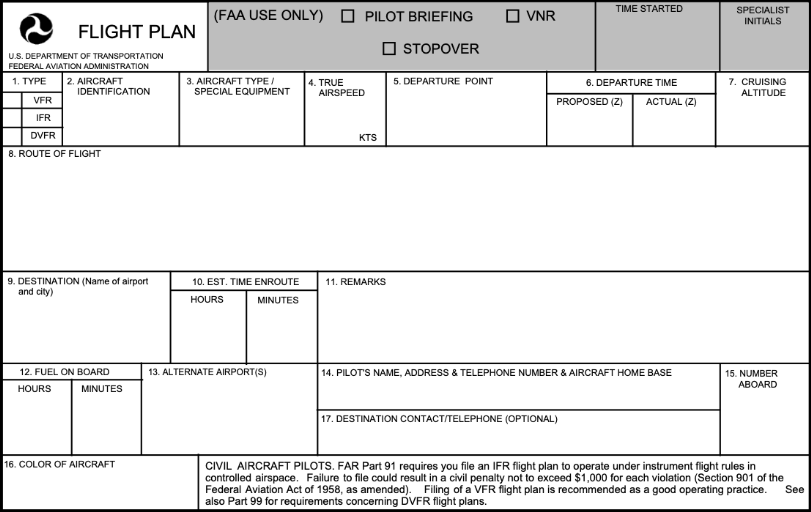 FLIGHT PLAN
U.S. DEPARTMENT OF TRANSPORTATION
FEDERAL AVIATION ADMINISTRATION
(FAA USE ONLY) PILOT BRIEFING VNR
STOPOVER
TIME STARTED
SPECIALIST
INITIALS
1. TYPE
VFR
IFR
DVFR
2. AIRCRAFT
IDENTIFICATION
3. AIRCRAFT TYPE /
SPECIAL EQUIPMENT
4. TRUE
AIRSPEED
KTS
5. DEPARTURE POINT
6. DEPARTURE TIME
PROPOSED (Z) ACTUAL (Z)
7. CRUISING
ALTITUDE
8. ROUTE OF FLIGHT
9. DESTINATION (Name of airport
and city)
10. EST. TIME ENROUTE
HOURS MINUTES
11. REMARKS
12. FUEL ON BOARD
HOURS MINUTES
13. ALTERNATE AIRPORT(S)
14. PILOT'S NAME, ADDRESS & TELEPHONE NUMBER & AIRCRAFT HOME BASE
17. DESTINATION CONTACT/TELEPHONE (OPTIONAL)
15. NUMBER
ABOARD
16. COLOR OF AIRCRAFT
CIVIL AIRCRAFT PILOTS. FAR Part 91 requires you file an IFR flight plan to operate under instrument flight rules in
controlled airspace. Failure to file could result in a civil penalty not to exceed $1,000 for each violation (Section 901 of the
Federal Aviation Act of 1958, as amended). Filing of a VFR flight plan is recommended as a good operating practice. See
also Part 99 for requirements concerning DVFR flight plans.